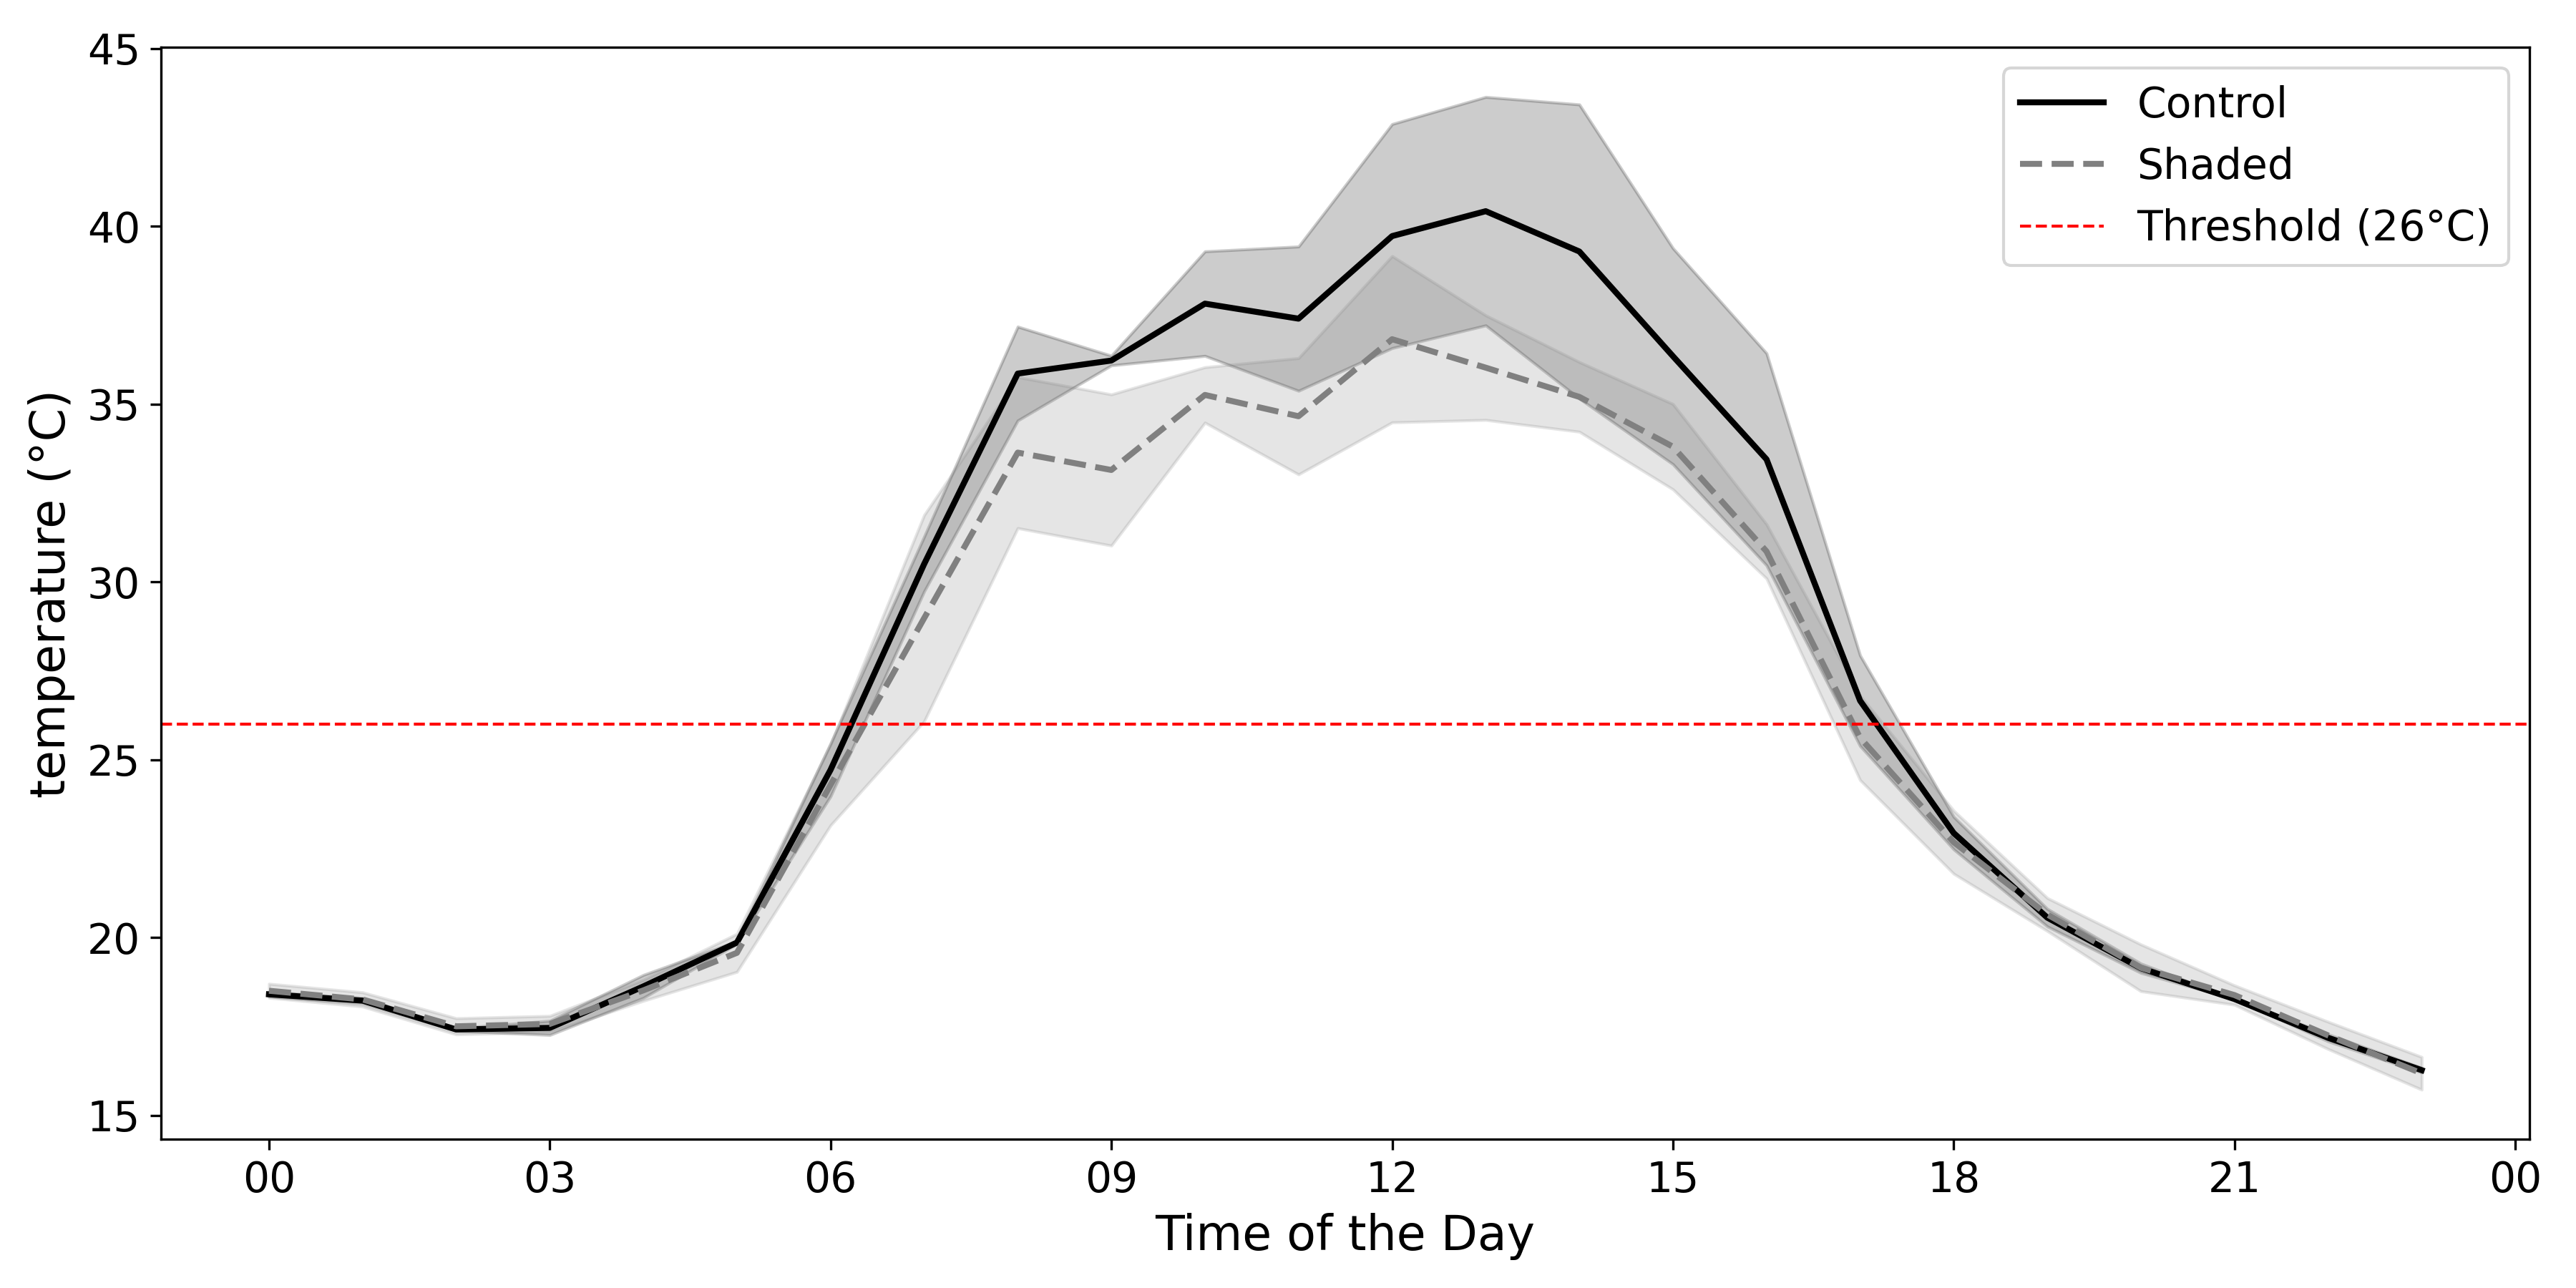 45
40
35
30
25
20
15
temperature (°C)
Control
Shaded
Threshold (26°C)
00 03 06 09 12 15 18 21 00
Time of the Day